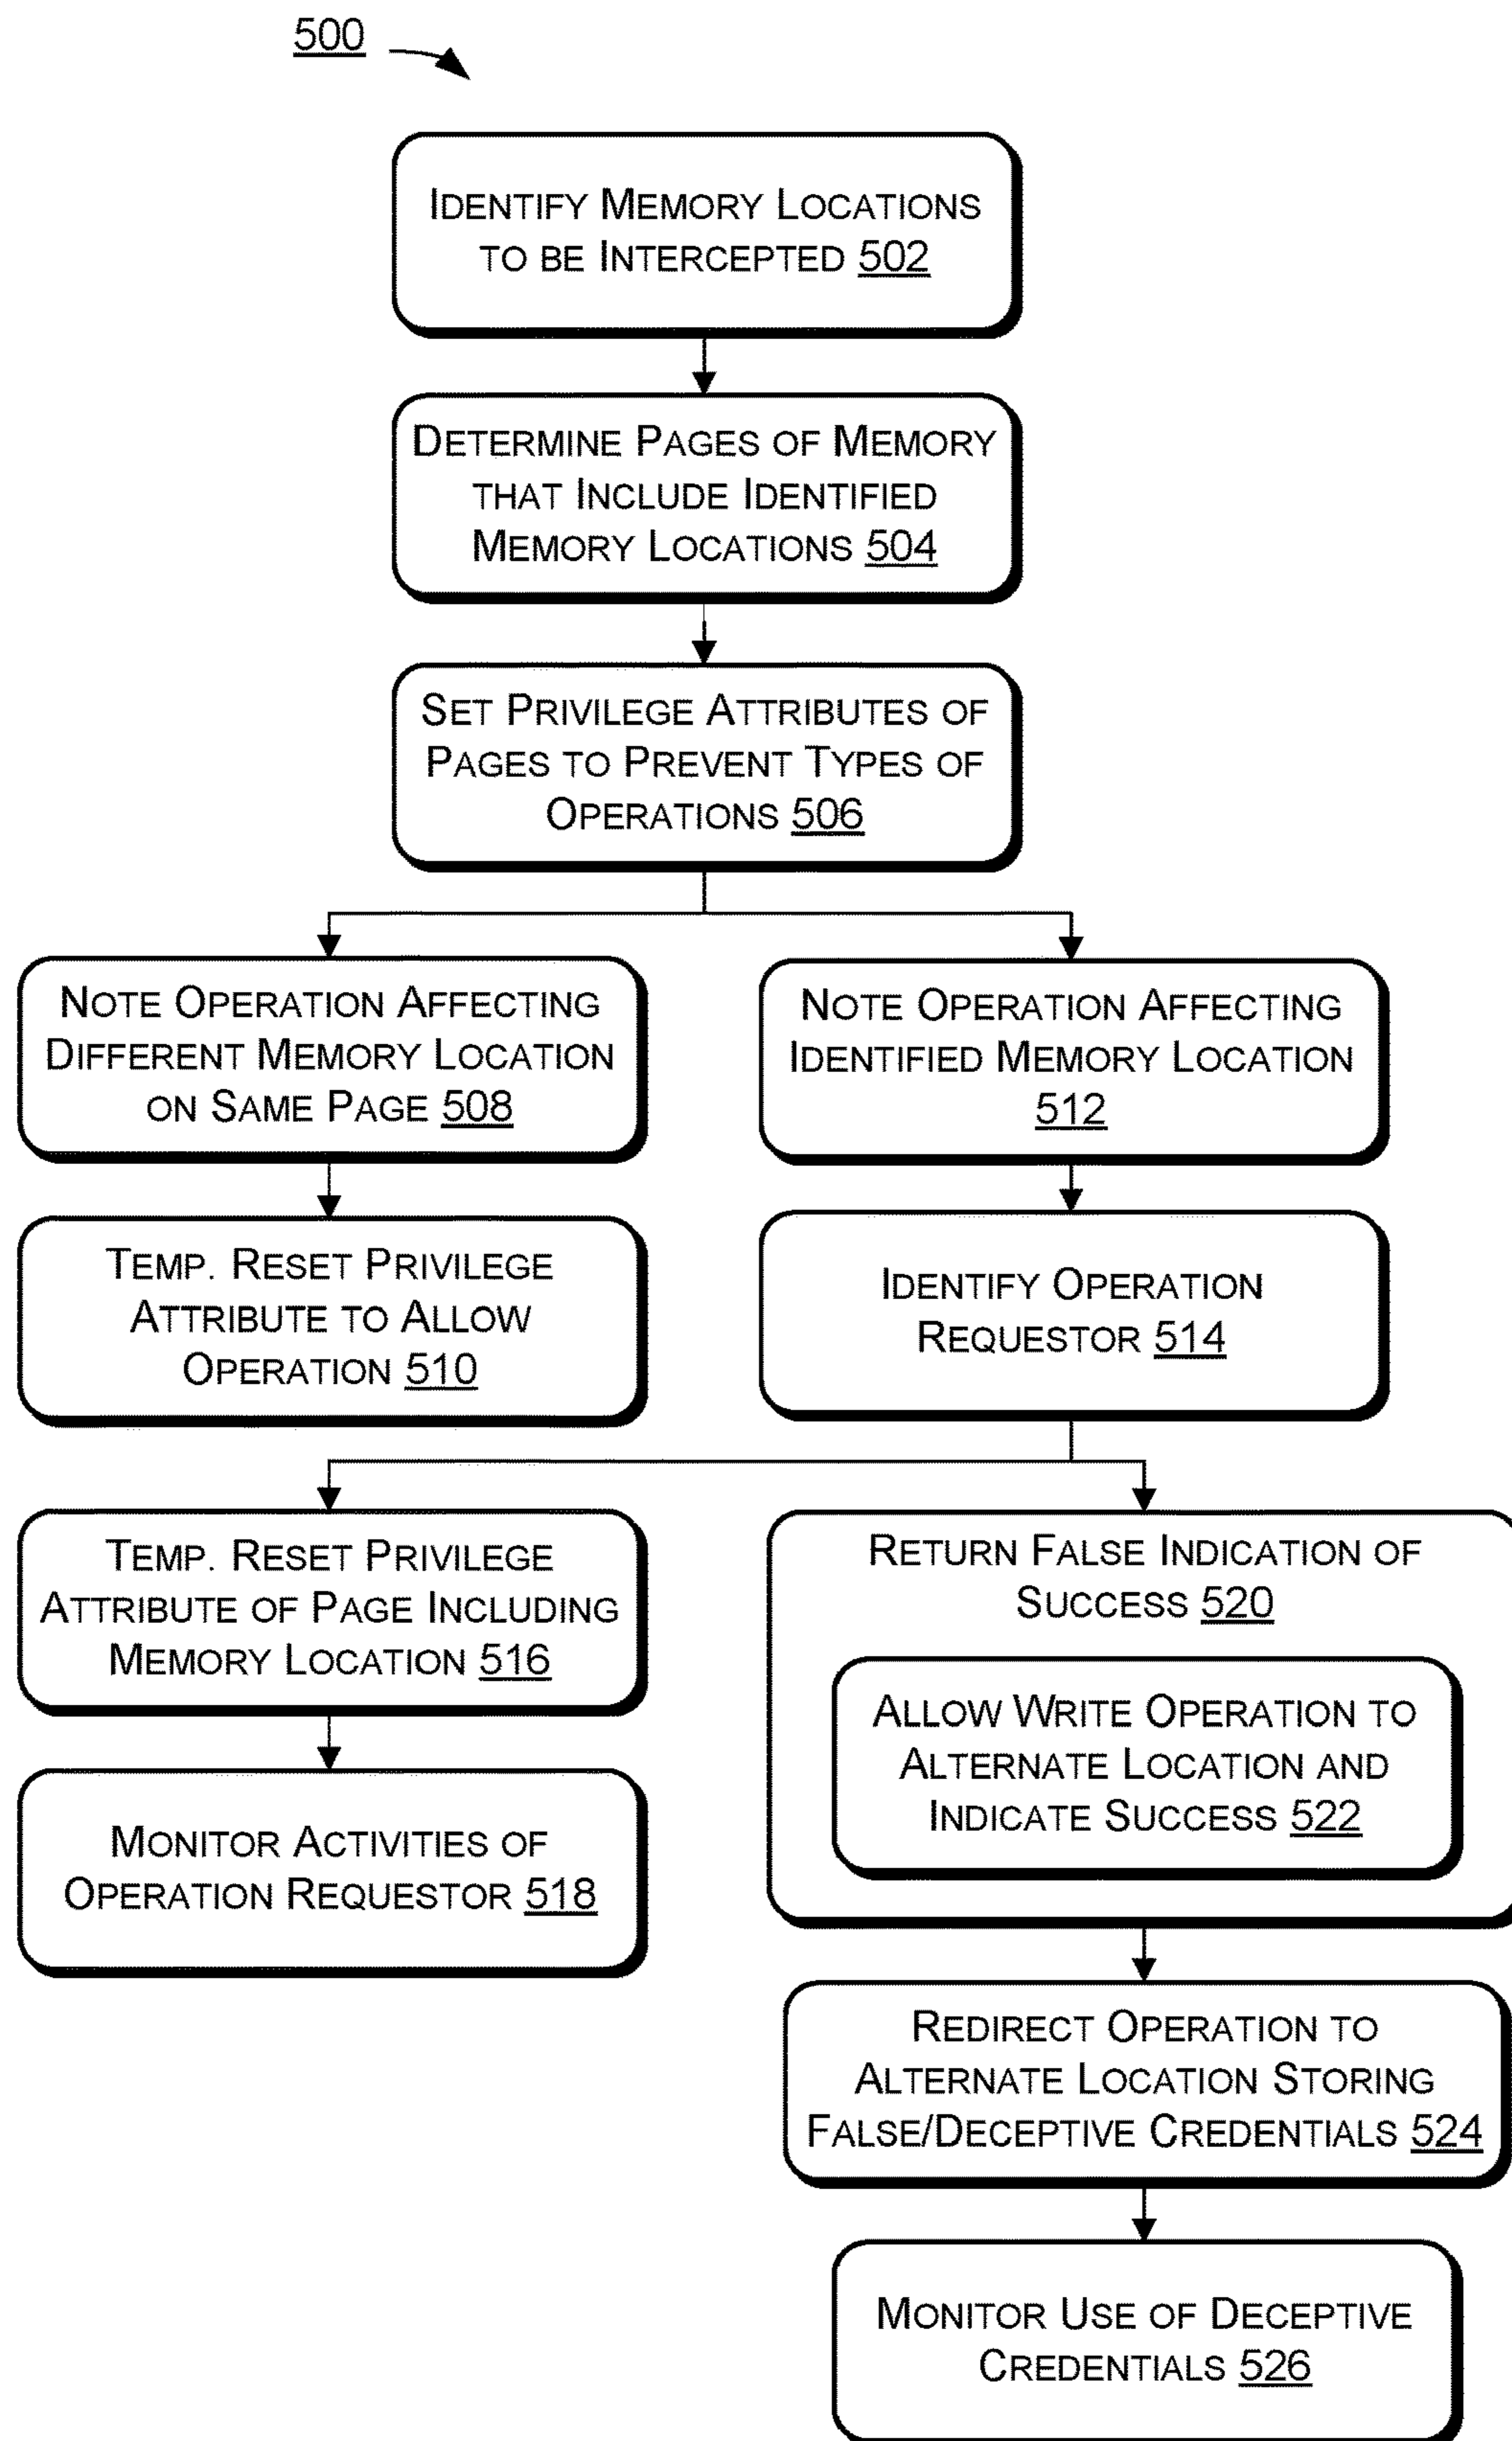 500
IDENTIFY MEMORY LOCATIONS
TO BE INTERCEPTED 502
DETERMINE PAGES OF MEMORY
THAT INCLUDE IDENTIFIED
MEMORY LOCATIONS 504
SET PRIVILEGE ATTRIBUTES OF
PAGES TO PREVENT TYPES OF
OPERATIONS 506
NOTE OPERATION AFFECTING
DIFFERENT MEMORY LOCATION
ON SAME PAGE 508
NOTE OPERATION AFFECTING
IDENTIFIED MEMORY LOCATION
512
TEMP. RESET PRIVILEGE
ATTRIBUTE TO ALLOW
OPERATION 510
IDENTIFY OPERATION
REQUESTOR 514
TEMP. RESET PRIVILEGE
ATTRIBUTE OF PAGE INCLUDING
MEMORY LOCATION 516
RETURN FALSE INDICATION OF
SUCCESS 520
ALLOW WRITE OPERATION TO
ALTERNATE LOCATION AND
INDICATE SUCCESS 522
MONITOR ACTIVITIES OF
OPERATION REQUESTOR 518
REDIRECT OPERATION TO
ALTERNATE LOCATION STORING
FALSE/DECEPTIVE CREDENTIALS 524
MONITOR USE OF DECEPTIVE
CREDENTIALS 526